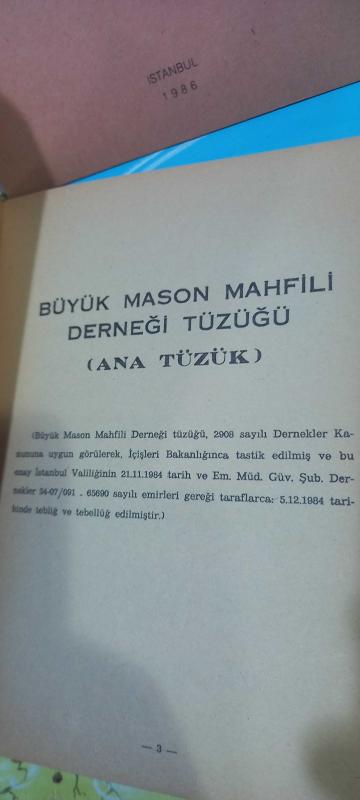 İSTANBUL
1986
BÜYÜK MASON MAHFİLİ
DERNEĞİ TÜZÜĞÜ
(ANA TÜZÜK)
(Büyük Mason Mahfili Derneği tüzüğü, 2908 sayılı Dernekler Ka-
nununa uygun görülerek, İçişleri Bakanlığınca tastik edilmiş ve bu
onay İstanbul Valiliğinin 21.11.1984 tarih ve Em. Müd. Güv. Şub. Der-
nekler 34-07/091 . 65690 sayılı emirleri gereği taraflarca: 5.12.1984 tari-
hinde tebliğ ve tebellüğ edilmiştir.)
— 3 —